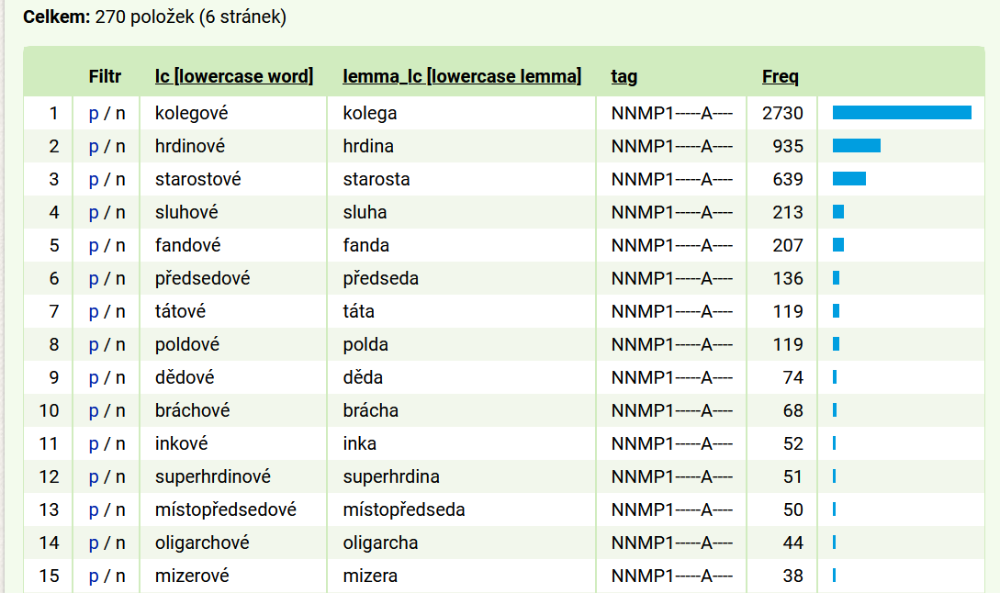 Celkem: 270 položek (6 stránek)
Filtr lc [lowercase word] lemma_lc [lowercase lemma] tag Freq
1 p / n kolegové kolega NNMP1-----A---- 2730
2 p / n hrdinové hrdina NNMP1-----A---- 935
3 p / n starostové starosta NNMP1-----A---- 639
4 p / n sluhové sluha NNMP1-----A---- 213
5 p / n fandové fanda NNMP1-----A---- 207
6 p / n předsedové předseda NNMP1-----A---- 136
7 p / n tátové táta NNMP1-----A---- 119
8 p / n poldové polda NNMP1-----A---- 119
9 p / n dědové děda NNMP1-----A---- 74
10 p / n bráchové brácha NNMP1-----A---- 68
11 p / n inkové inka NNMP1-----A---- 52
12 p / n superhrdinové superhrdina NNMP1-----A---- 51
13 p / n místopředsedové místopředseda NNMP1-----A---- 50
14 p / n oligarchové oligarcha NNMP1-----A---- 44
15 p / n mizerové mizera NNMP1-----A---- 38